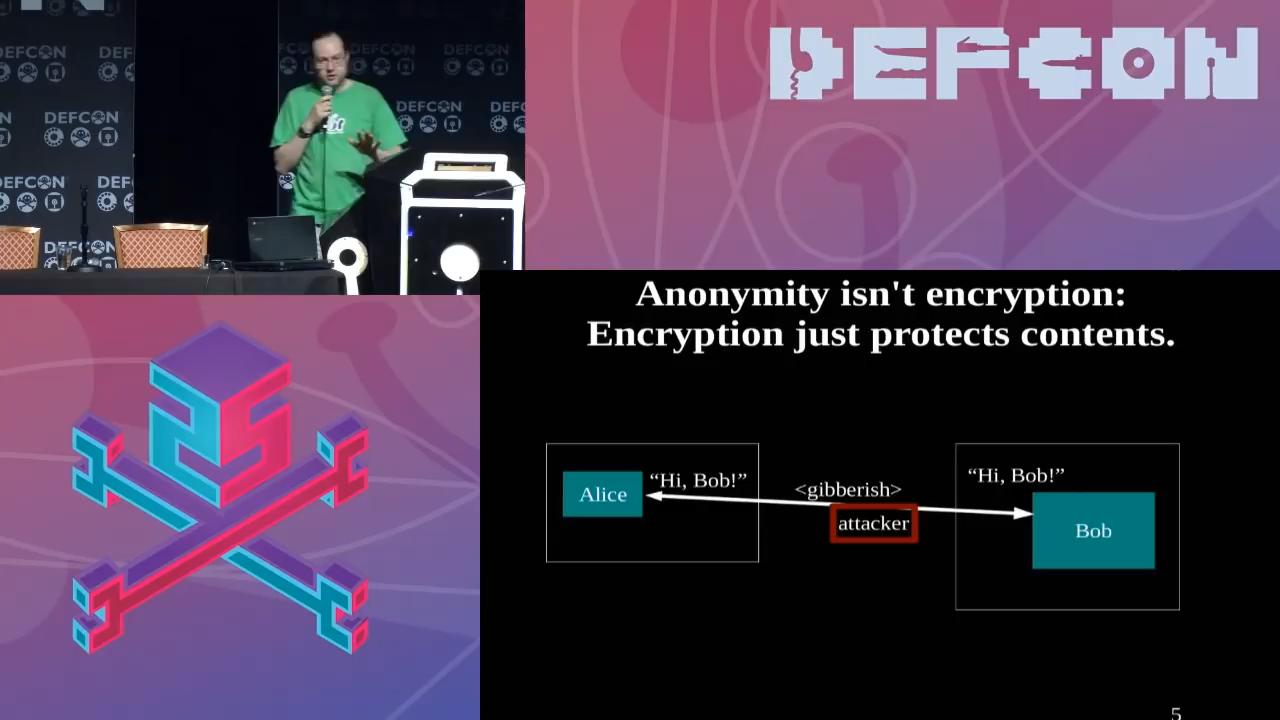 DEFCON
DEFCON
DEFCON
DEFCON
DEFCON
DEFCON
DEFCON
Anonymity isn't encryption:
Encryption just protects contents.
Alice
“Hi, Bob!”
<gibberish>
attacker
“Hi, Bob!”
Bob
5